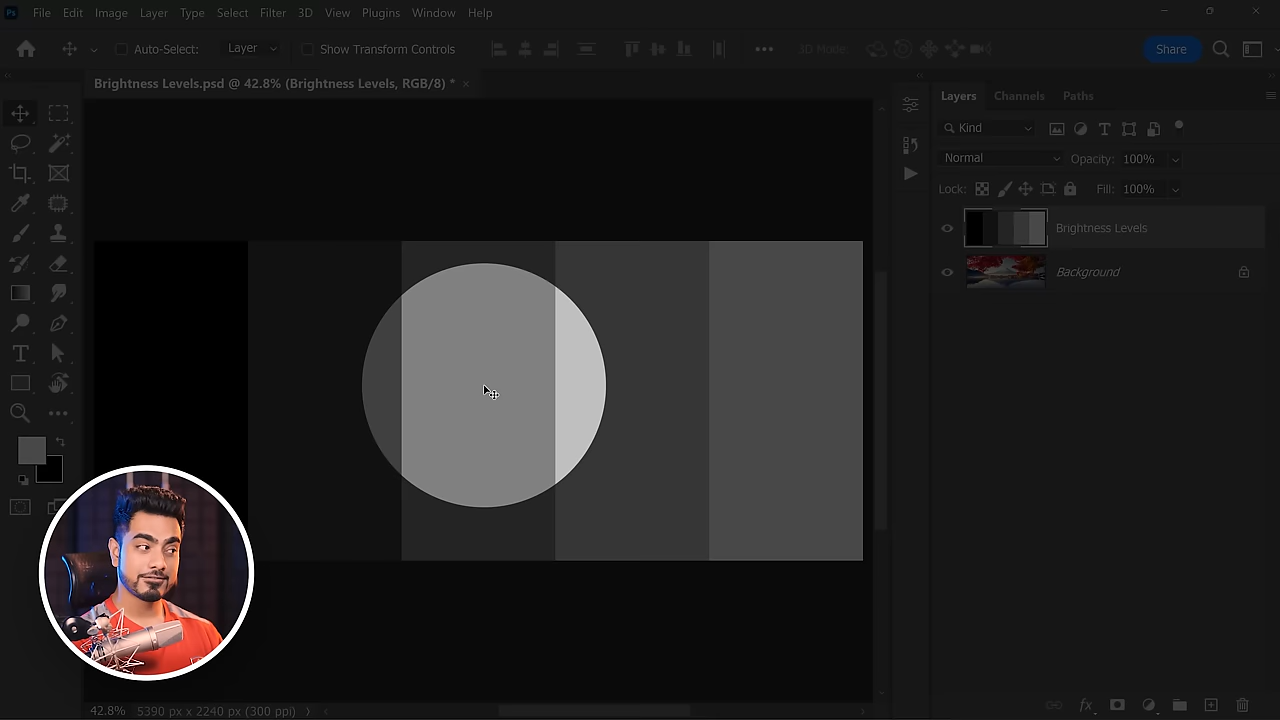 Ps File Edit Image Layer Type Select Filter 3D View Plugins Window Help
Auto-Select: Layer Show Transform Controls 3D Mode: Share
Brightness Levels.psd @ 42.8% (Brightness Levels, RGB/8) *
Layers Channels Paths
Kind
Normal Opacity: 100%
Lock: Fill: 100%
Brightness Levels
Background
42.8% 5390 px x 2240 px (300 ppi)